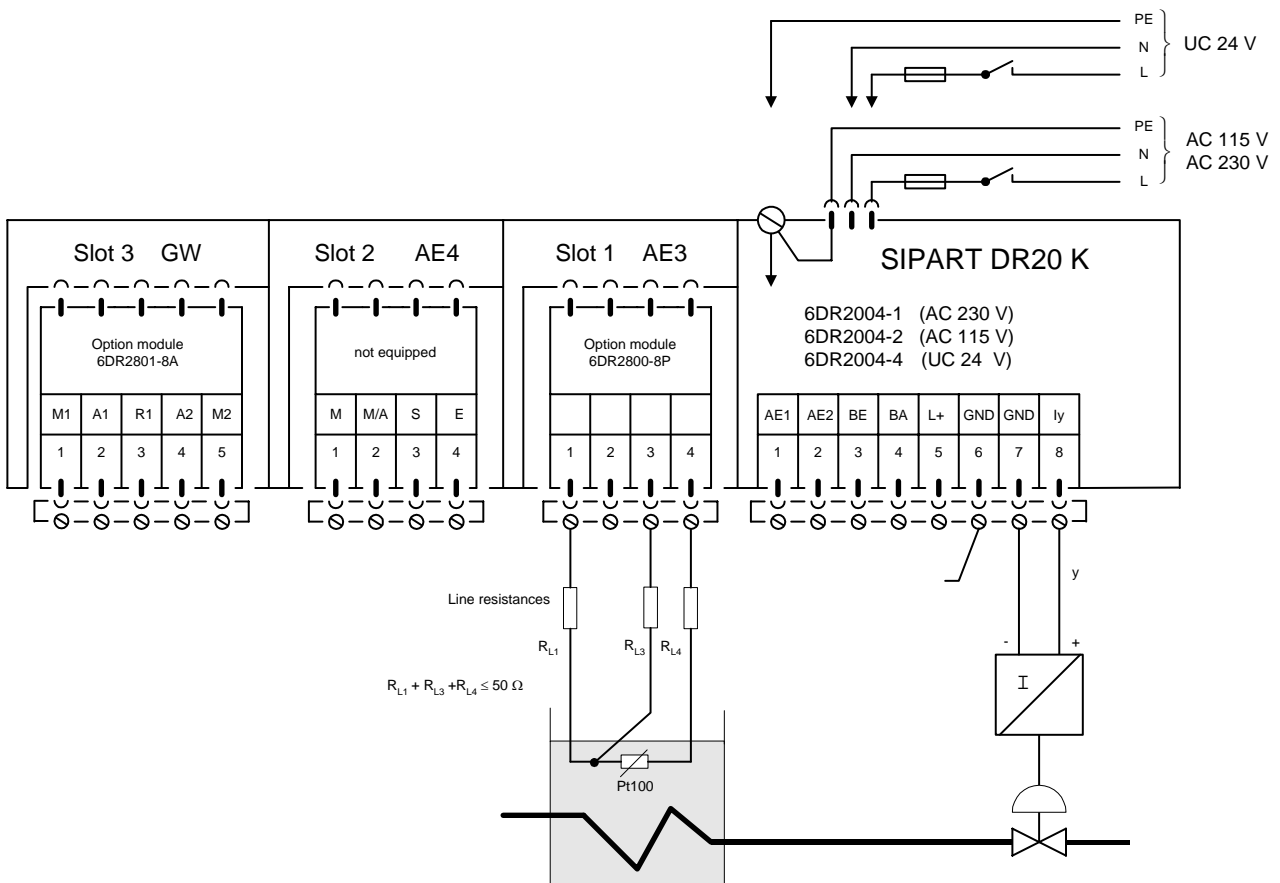 PE
N
L
UC 24 V
PE
N
L
AC 115 V
AC 230 V
Slot 3 GW
Slot 2 AE4
Slot 1 AE3
SIPART DR20 K
6DR2004-1 (AC 230 V)
6DR2004-2 (AC 115 V)
6DR2004-4 (UC 24 V)
Option module
6DR2801-8A
not equipped
Option module
6DR2800-8P
M1 A1 R1 A2 M2
1 2 3 4 5
M M/A S E
1 2 3 4
1 2 3 4
AE1 AE2 BE BA L+ GND GND Iy
1 2 3 4 5 6 7 8
Line resistances
RL1 RL3 RL4
RL1 + RL3 +RL4 ≤ 50 Ω
y
- +
I
Pt100